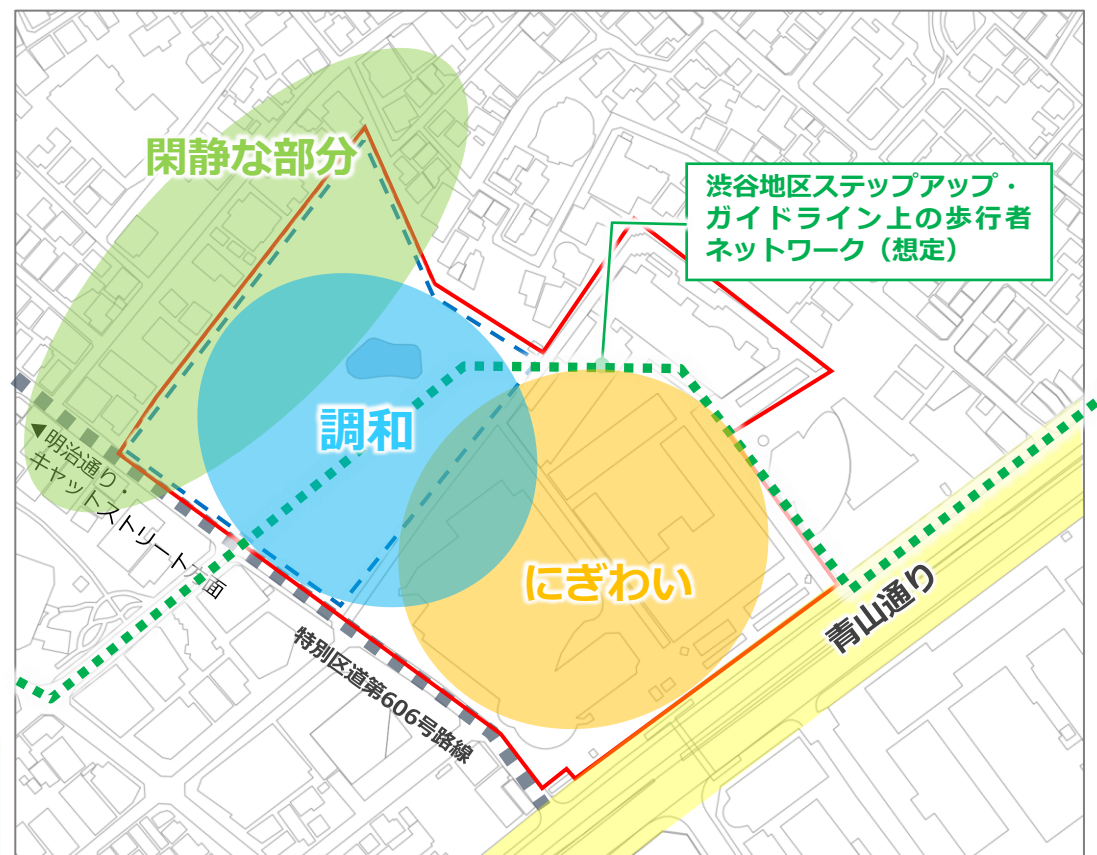 閑静な部分
渋谷地区ステップアップ・
ガイドライン上の歩行者
ネットワーク（想定）
調和
◀明治通り・
キャットストリート方面
にぎわい
青山通り
特別区道第606号路線